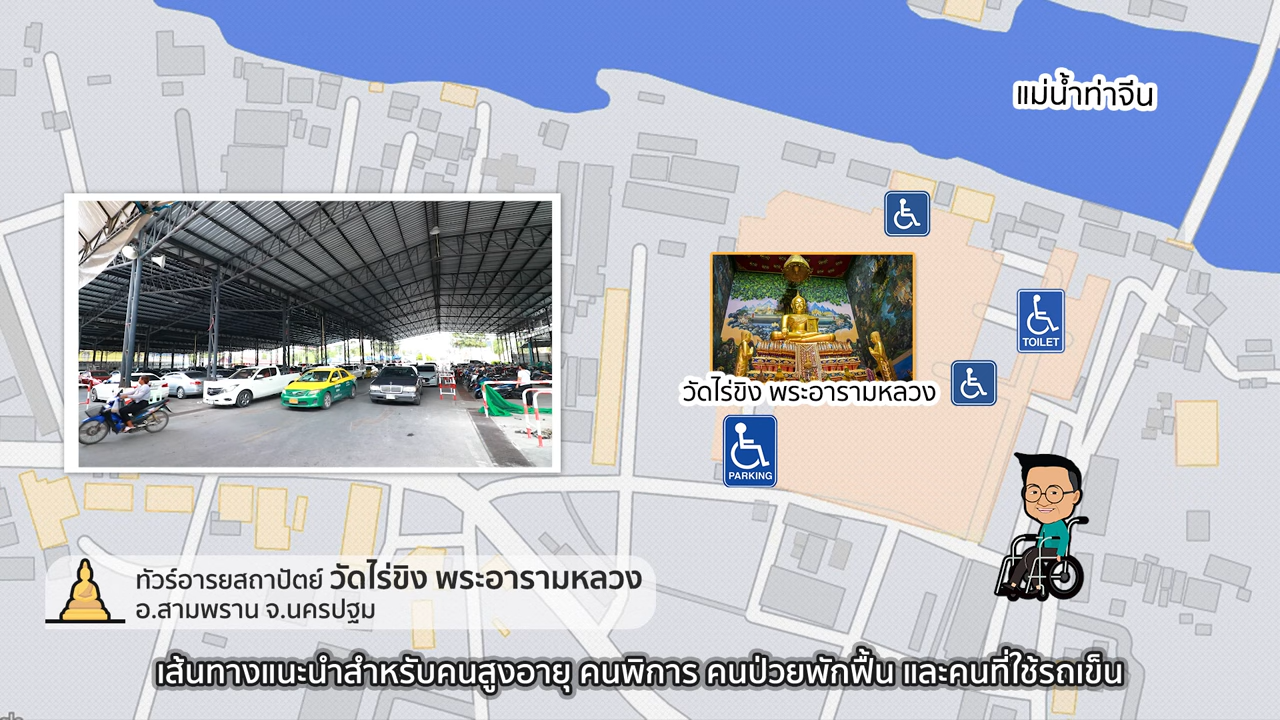 แม่น้ำท่าจีน
TOILET
วัดไร่ขิง พระอารามหลวง
PARKING
ทัวร์อารยสถาปัตย์ วัดไร่ขิง พระอารามหลวง
อ.สามพราน จ.นครปฐม
เส้นทางแนะนำสำหรับคนสูงอายุ คนพิการ คนป่วยพักฟื้น และคนที่ใช้รถเข็น